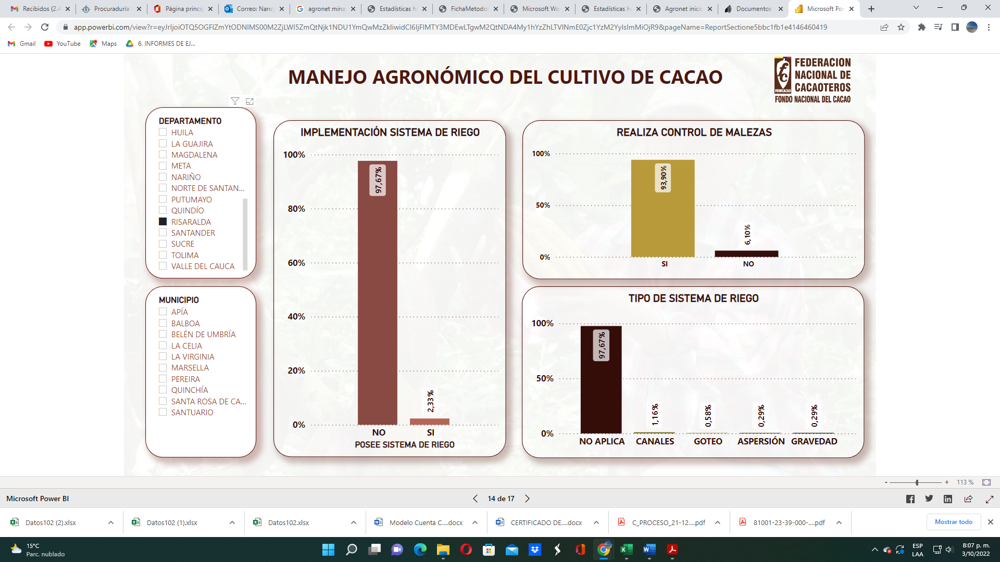 Recibidos (2.4
Procuraduría
Página princip
Correo: Nancy
agronet mina
Estadísticas h
FichaMetodol
Microsoft Wo
Estadísticas h
Agronet inicio
Documentos
Microsoft Pow
app.powerbi.com/view?r=eyJrIjoiOTQ5OGFlZmYtODNlMS00M2ZjLWI5ZmQtNjk1NDU1YmQwMzZkIiwidCI6IjFlMTY3MDEwLTgwM2QtNDA4My1hYzZhLTVlNmE0Zjc1YzM2YyIsImMiOjR9&pageName=ReportSectione5bbc1fb1e4146460419
Gmail
YouTube
Maps
6. INFORMES DE EJ...
MANEJO AGRONÓMICO DEL CULTIVO DE CACAO
FEDERACION
NACIONAL DE
CACAOTEROS
FEDECACAO
FONDO NACIONAL DEL CACAO
DEPARTAMENTO
HUILA
LA GUAJIRA
MAGDALENA
META
NARIÑO
NORTE DE SANTAN...
PUTUMAYO
QUINDÍO
RISARALDA
SANTANDER
SUCRE
TOLIMA
VALLE DEL CAUCA
MUNICIPIO
APÍA
BALBOA
BELÉN DE UMBRÍA
LA CELIA
LA VIRGINIA
MARSELLA
PEREIRA
QUINCHÍA
SANTA ROSA DE CA...
SANTUARIO
IMPLEMENTACIÓN SISTEMA DE RIEGO
100%
80%
60%
40%
20%
0%
97,67%
2,33%
NO
SI
POSEE SISTEMA DE RIEGO
REALIZA CONTROL DE MALEZAS
100%
50%
0%
93,90%
6,10%
SI
NO
TIPO DE SISTEMA DE RIEGO
100%
50%
0%
97,67%
1,16%
0,58%
0,29%
0,29%
NO APLICA
CANALES
GOTEO
ASPERSIÓN
GRAVEDAD
- + 113 %
Microsoft Power BI
14 de 17
Datos102 (2).xlsx
Datos102 (1).xlsx
Datos102.xlsx
Modelo Cuenta C....docx
CERTIFICADO DE....docx
C_PROCESO_21-12....pdf
81001-23-39-000-....pdf
Mostrar todo
15°C
Parc. nublado
ESP
LAA
8:07 p. m.
3/10/2022